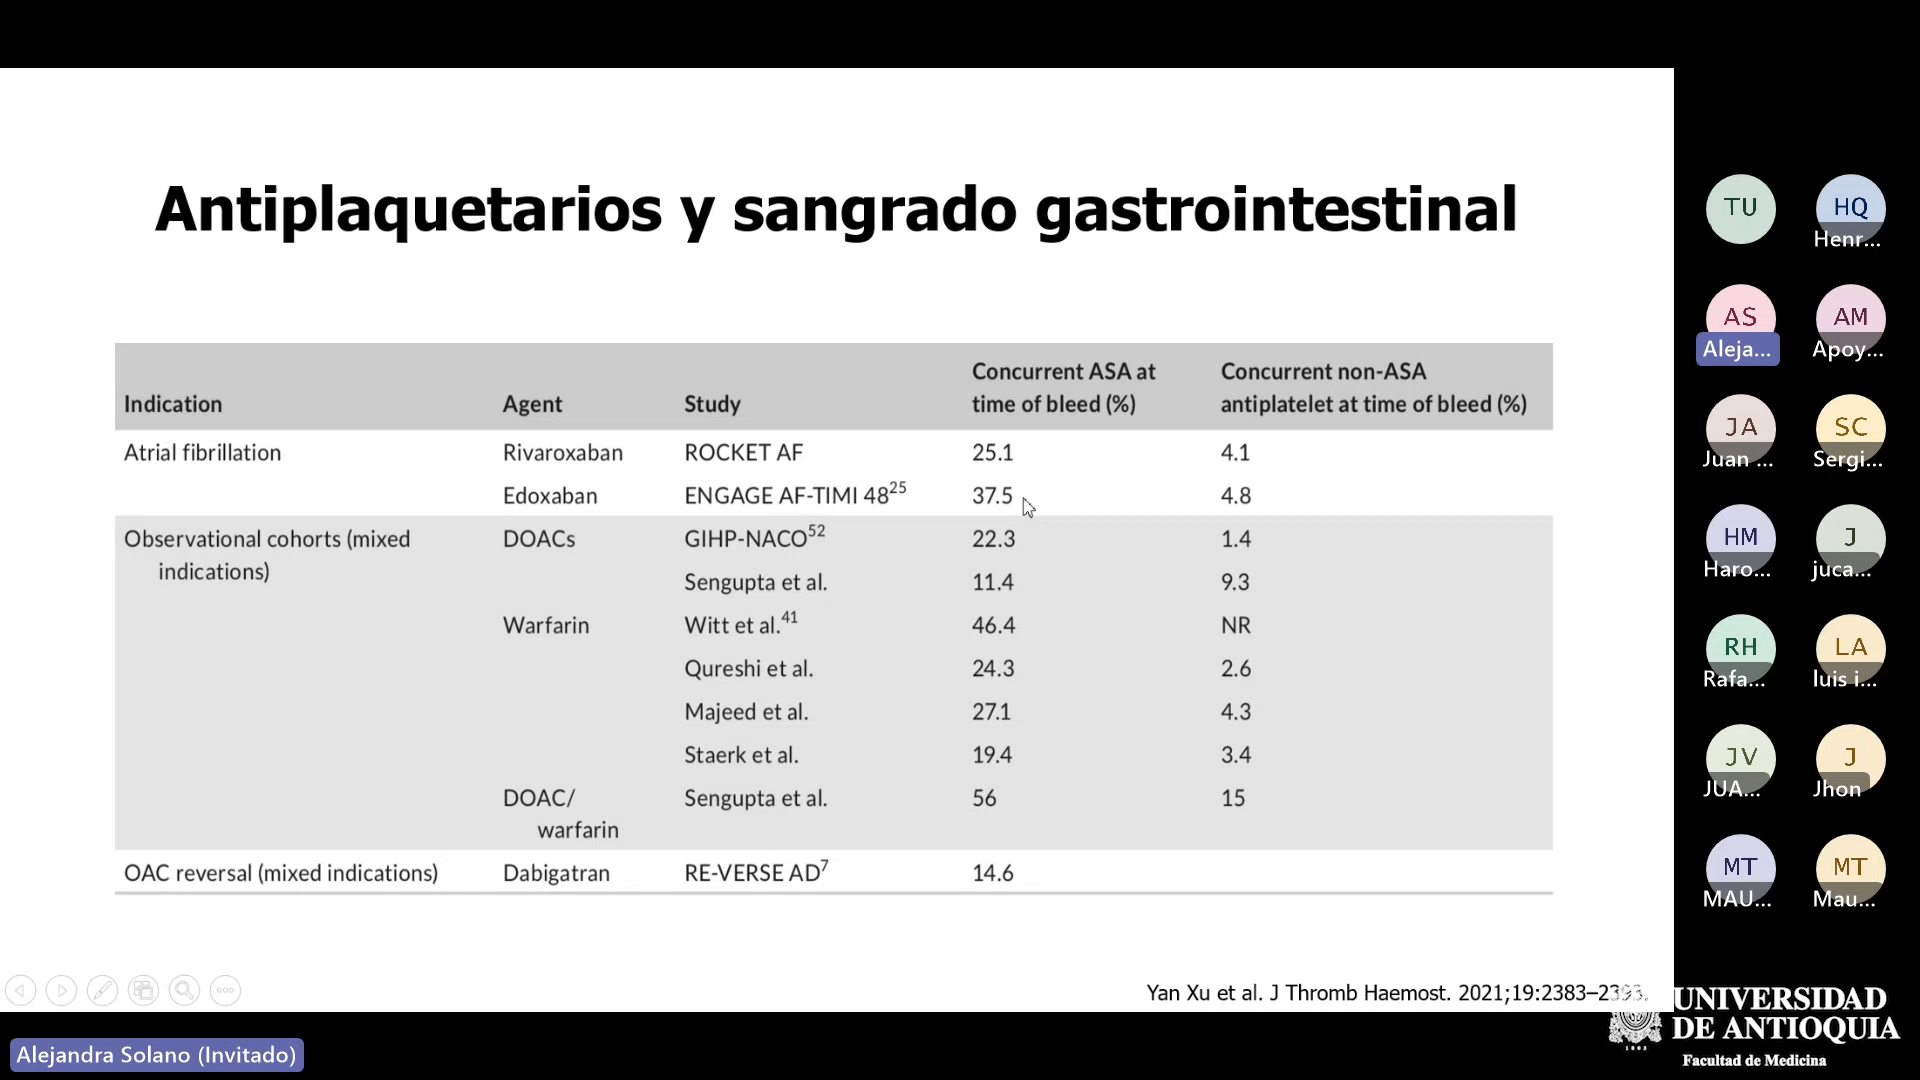 Antiplaquetarios y sangrado gastrointestinal
Indication Agent Study Concurrent ASA at time of bleed (%) Concurrent non-ASA antiplatelet at time of bleed (%)
Atrial fibrillation Rivaroxaban ROCKET AF 25.1 4.1
Edoxaban ENGAGE AF-TIMI 48²⁵ 37.5 4.8
Observational cohorts (mixed indications) DOACs GIHP-NACO⁵² 22.3 1.4
Sengupta et al. 11.4 9.3
Warfarin Witt et al.⁴¹ 46.4 NR
Qureshi et al. 24.3 2.6
Majeed et al. 27.1 4.3
Staerk et al. 19.4 3.4
DOAC/ warfarin Sengupta et al. 56 15
OAC reversal (mixed indications) Dabigatran RE-VERSE AD⁷ 14.6
Yan Xu et al. J Thromb Haemost. 2021;19:2383–2393.
TU HQ
Henr...
AS AM
Aleja... Apoy...
JA SC
Juan ... Sergi...
HM J
Haro... juca...
RH LA
Rafa... luis i...
JV J
JUA... Jhon
MT MT
MAU... Mau...
UNIVERSIDAD
DE ANTIOQUIA
1803
Facultad de Medicina
Alejandra Solano (Invitado)